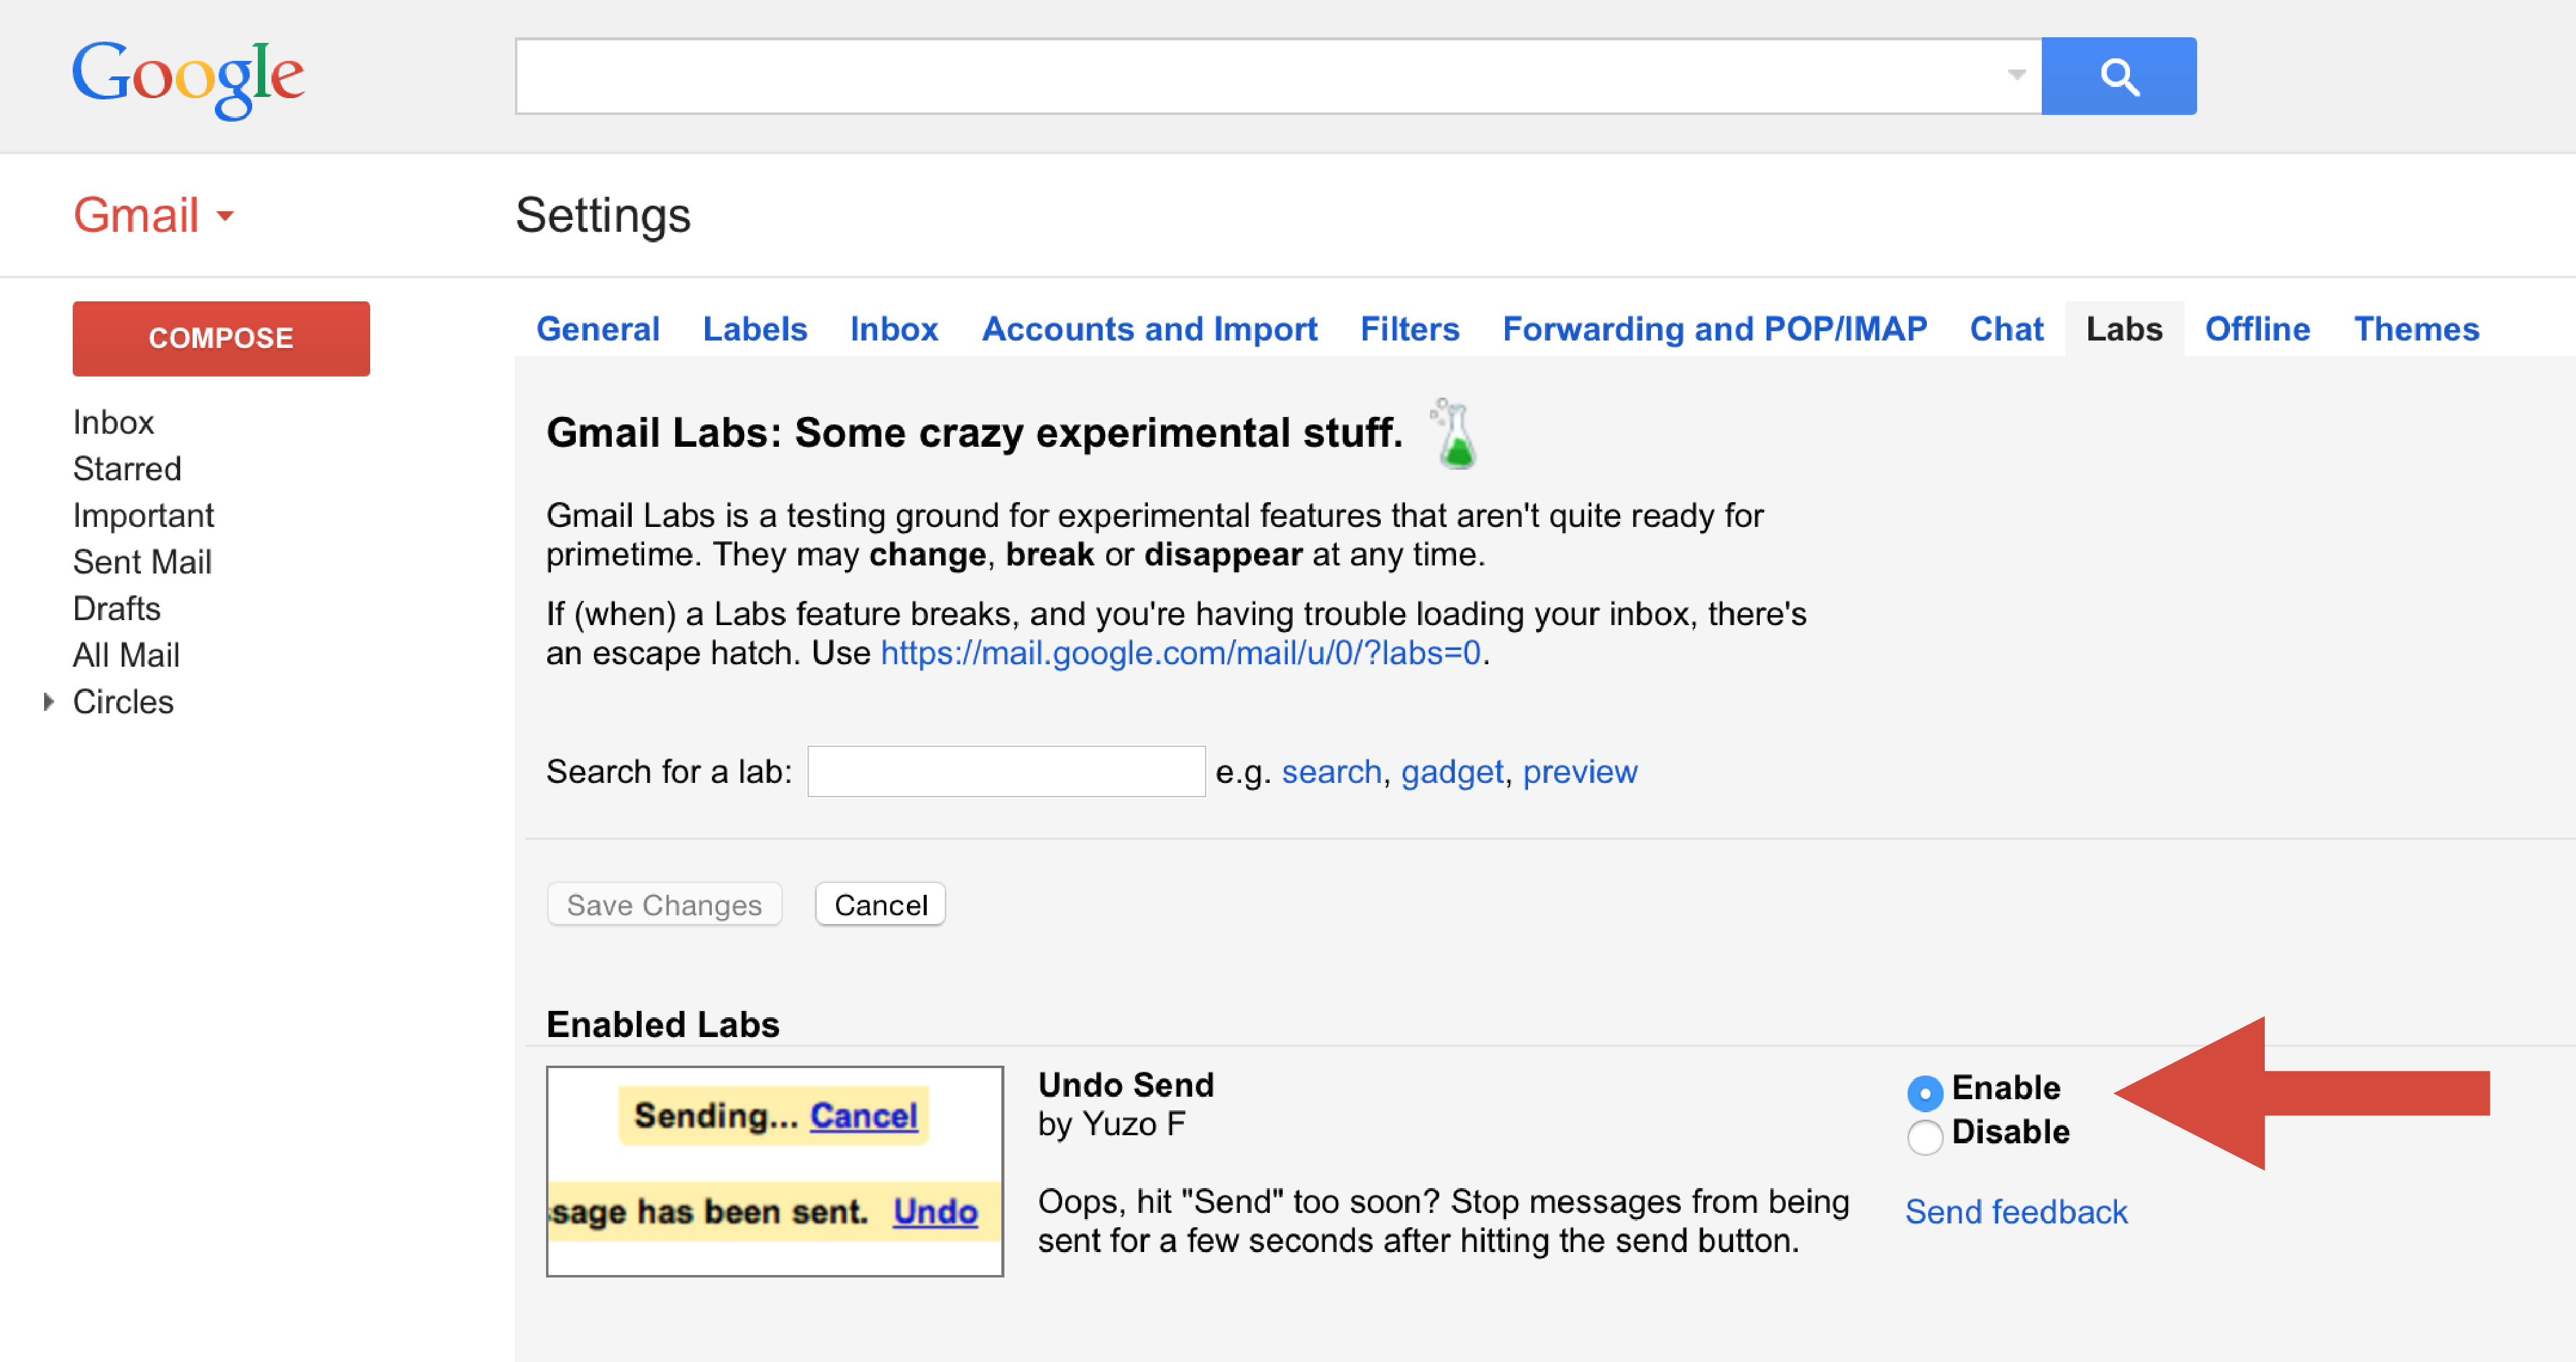 Google
Gmail
Settings
COMPOSE
Inbox
Starred
Important
Sent Mail
Drafts
All Mail
Circles
General Labels Inbox Accounts and Import Filters Forwarding and POP/IMAP Chat Labs Offline Themes
Gmail Labs: Some crazy experimental stuff.
Gmail Labs is a testing ground for experimental features that aren't quite ready for
primetime. They may change, break or disappear at any time.
If (when) a Labs feature breaks, and you're having trouble loading your inbox, there's
an escape hatch. Use https://mail.google.com/mail/u/0/?labs=0.
Search for a lab: e.g. search, gadget, preview
Save Changes Cancel
Enabled Labs
Sending... Cancel
sage has been sent. Undo
Undo Send
by Yuzo F
Oops, hit "Send" too soon? Stop messages from being
sent for a few seconds after hitting the send button.
Enable
Disable
Send feedback